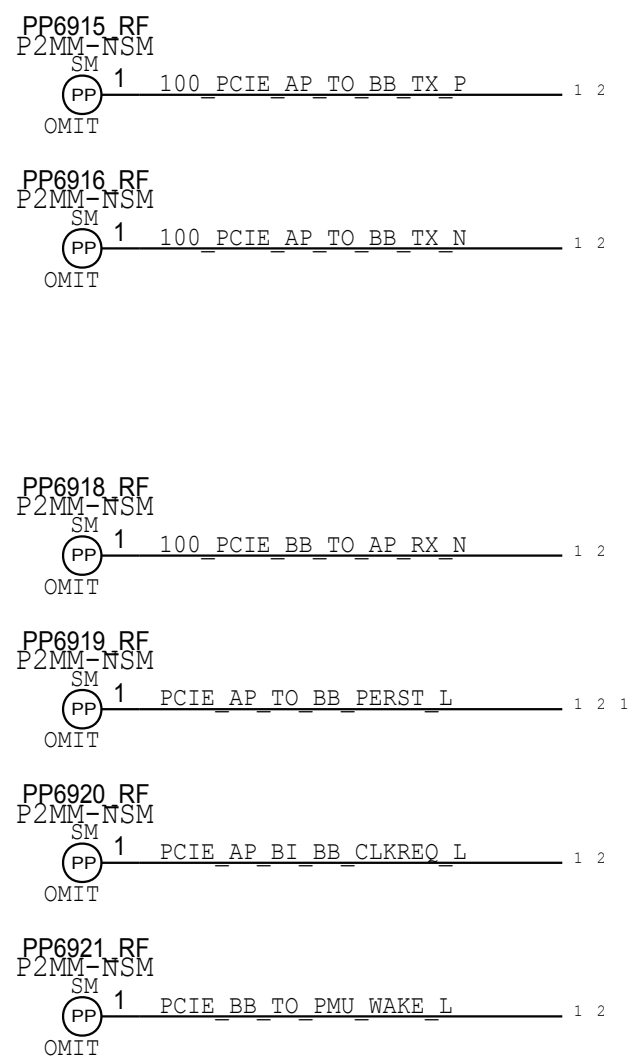 PP6915_RF
P2MM-NSM
SM
PP 1 100_PCIE_AP_TO_BB_TX_P 1 2
OMIT
PP6916_RF
P2MM-NSM
SM
PP 1 100_PCIE_AP_TO_BB_TX_N 1 2
OMIT
PP6918_RF
P2MM-NSM
SM
PP 1 100_PCIE_BB_TO_AP_RX_N 1 2
OMIT
PP6919_RF
P2MM-NSM
SM
PP 1 PCIE_AP_TO_BB_PERST_L 1 2 1
OMIT
PP6920_RF
P2MM-NSM
SM
PP 1 PCIE_AP_BI_BB_CLKREQ_L 1 2
OMIT
PP6921_RF
P2MM-NSM
SM
PP 1 PCIE_BB_TO_PMU_WAKE_L 1 2
OMIT